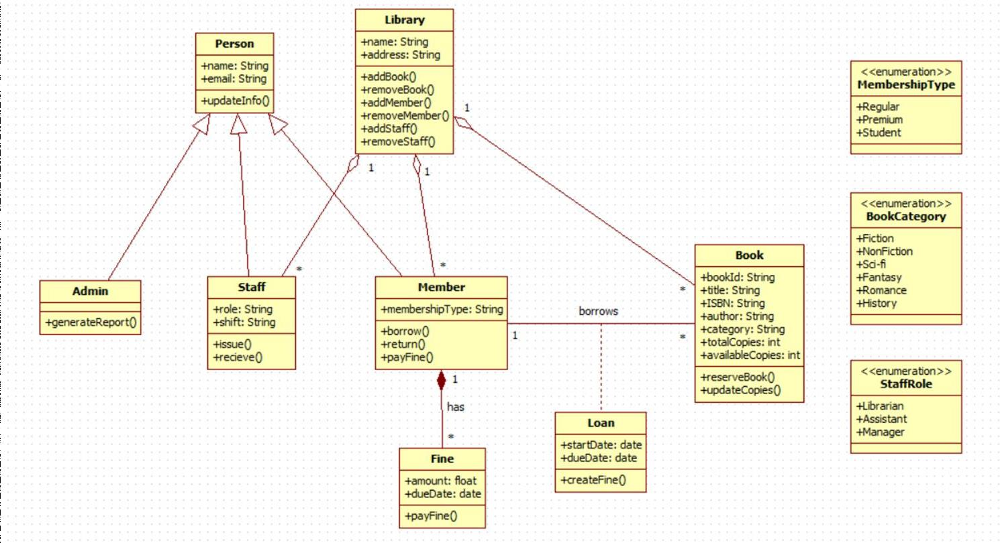 Library
+name: String
+address: String
+addBook()
+removeBook()
+addMember()
+removeMember()
+addStaff()
+removeStaff()
Person
+name: String
+email: String
+updateInfo()
<<enumeration>>
MembershipType
+Regular
+Premium
+Student
1
1
1
<<enumeration>>
BookCategory
+Fiction
+NonFiction
+Sci-fi
+Fantasy
+Romance
+History
Admin
+generateReport()
*
Staff
+role: String
+shift: String
+issue()
+recieve()
*
Member
+membershipType: String
+borrow()
+return()
+payFine()
borrows
1
*
*
Book
+bookId: String
+title: String
+ISBN: String
+author: String
+category: String
+totalCopies: int
+availableCopies: int
+reserveBook()
+updateCopies()
<<enumeration>>
StaffRole
+Librarian
+Assistant
+Manager
1
has
*
Fine
+amount: float
+dueDate: date
+payFine()
Loan
+startDate: date
+dueDate: date
+createFine()